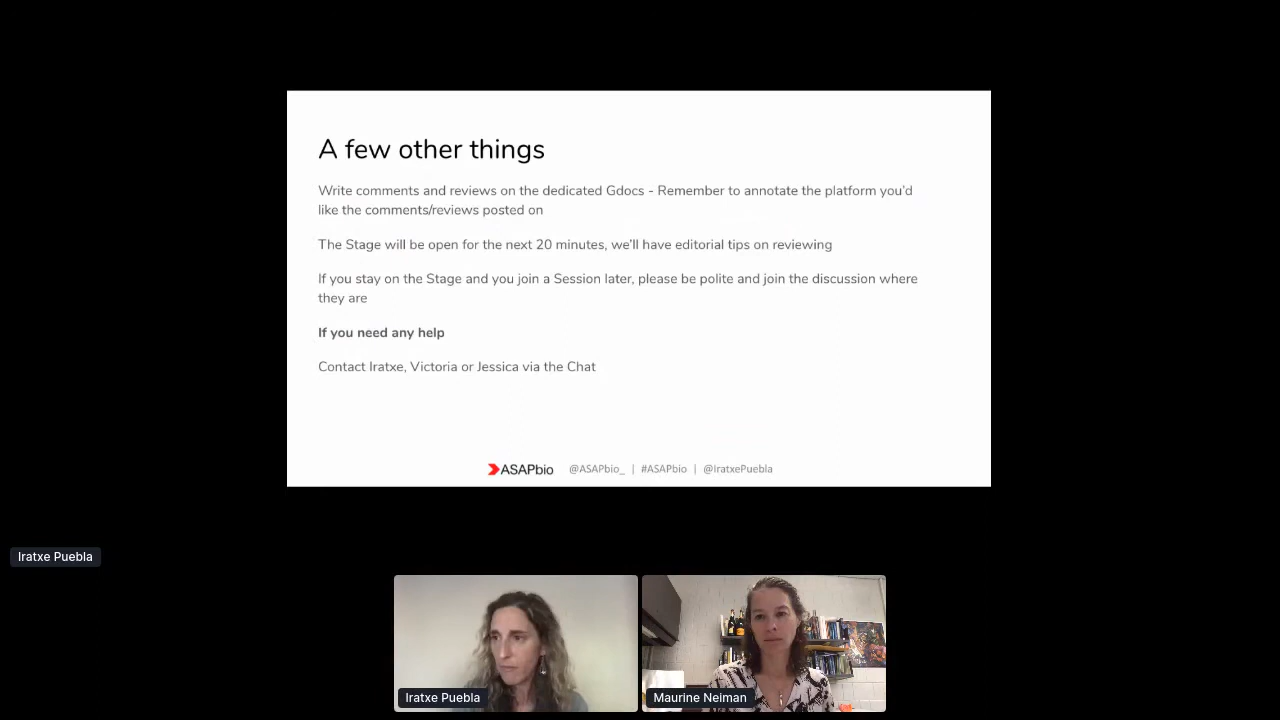 A few other things
Write comments and reviews on the dedicated Gdocs - Remember to annotate the platform you'd
like the comments/reviews posted on
The Stage will be open for the next 20 minutes, we'll have editorial tips on reviewing
If you stay on the Stage and you join a Session later, please be polite and join the discussion where
they are
If you need any help
Contact Iratxe, Victoria or Jessica via the Chat
ASAPbio @ASAPbio_ | #ASAPbio | @IratxePuebla
Iratxe Puebla
Iratxe Puebla
Maurine Neiman